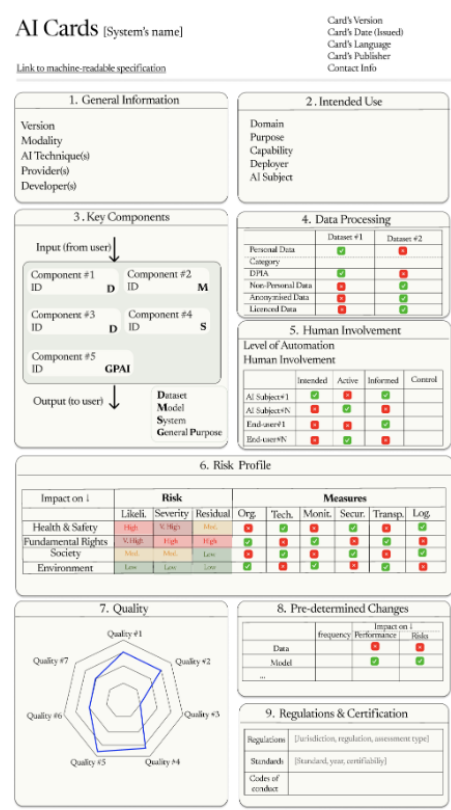 AI Cards [System's name]
Card's Version
Card's Date (Issued)
Card's Language
Card's Publisher
Contact Info
Link to machine-readable specification
1. General Information
Version
Modality
AI Technique(s)
Provider(s)
Developer(s)
2. Intended Use
Domain
Purpose
Capability
Deployer
AI Subject
3. Key Components
Input (from user)
Component #1
ID D
Component #2
ID M
Component #3
ID D
Component #4
ID S
Component #5
ID GPAI
Output (to user)
Dataset
Model
System
General Purpose
4. Data Processing
Dataset #1 Dataset #2
Personal Data
Category
DPIA
Non-Personal Data
Anonymised Data
Licenced Data
5. Human Involvement
Level of Automation
Human Involvement
Intended Active Informed Control
AI Subject#1
AI Subject#N
End-user#1
End-user#N
6. Risk Profile
Impact on ↓ Risk Measures
Likeli. Severity Residual Org. Tech. Monit. Secur. Transp. Log.
Health & Safety High V. High Med.
Fundamental Rights V. High High High
Society Med. Med. Low
Environment Low Low Low
7. Quality
Quality #1
Quality #2
Quality #3
Quality #4
Quality #5
Quality #6
Quality #7
8. Pre-determined Changes
Impact on ↓
frequency Performance Risks
Data
Model
...
9. Regulations & Certification
Regulations [Jurisdiction, regulation, assessment type]
Standards [Standard, year, certifiability]
Codes of
conduct